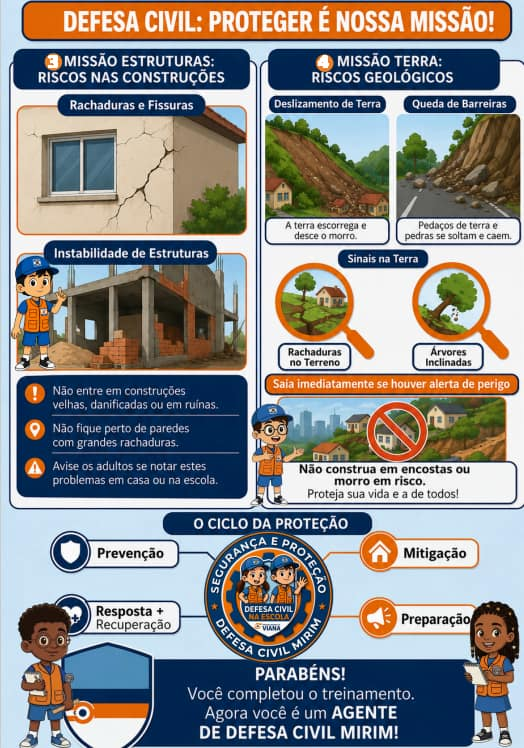 DEFESA CIVIL: PROTEGER É NOSSA MISSÃO!
3 MISSÃO ESTRUTURAS:
RISCOS NAS CONSTRUÇÕES
Rachaduras e Fissuras
Instabilidade de Estruturas
Não entre em construções
velhas, danificadas ou em ruínas.
Não fique perto de paredes
com grandes rachaduras.
Avise os adultos se notar estes
problemas em casa ou na escola.
4 MISSÃO TERRA:
RISCOS GEOLÓGICOS
Deslizamento de Terra
Queda de Barreiras
A terra escorrega e
desce o morro.
Pedaços de terra e
pedras se soltam e caem.
Sinais na Terra
Rachaduras
no Terreno
Árvores
Inclinadas
Saia imediatamente se houver alerta de perigo
Não construa em encostas ou
morro em risco.
Proteja sua vida e a de todos!
O CICLO DA PROTEÇÃO
Prevenção
Mitigação
Resposta +
Recuperação
Preparação
SEGURANÇA E PROTEÇÃO
DEFESA CIVIL
NA ESCOLA
VIANA
DEFESA CIVIL MIRIM
PARABÉNS!
Você completou o treinamento.
Agora você é um AGENTE
DE DEFESA CIVIL MIRIM!